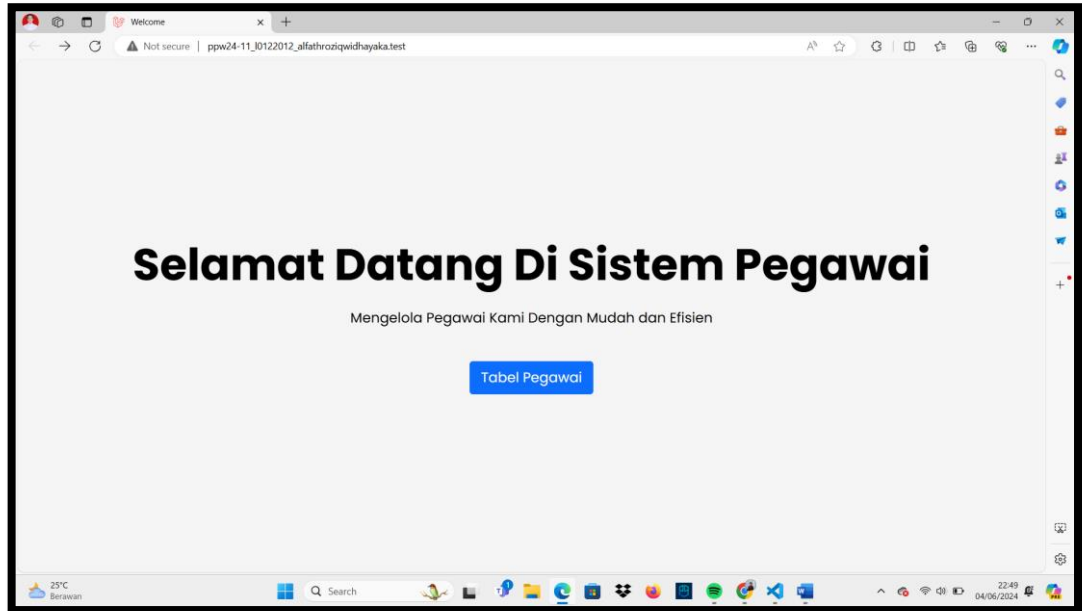 Welcome
Not secure | ppw24-11_l0122012_alfathroziqwidhayaka.test
Selamat Datang Di Sistem Pegawai
Mengelola Pegawai Kami Dengan Mudah dan Efisien
Tabel Pegawai
25°C
Berawan
Search
22:49
04/06/2024